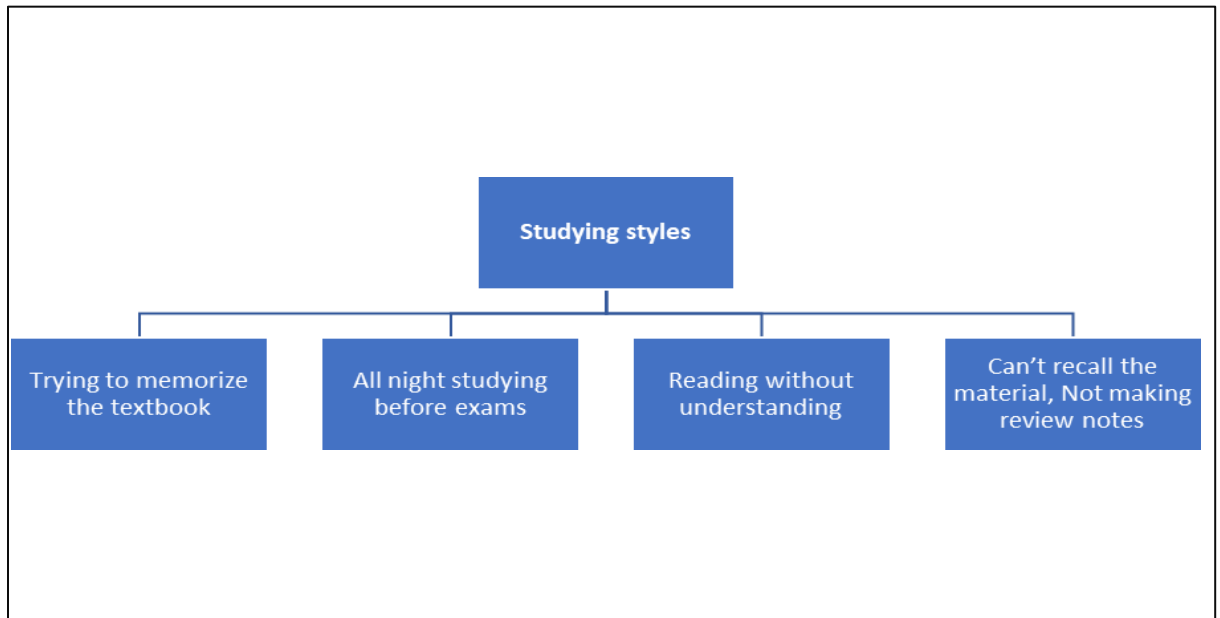 Studying styles
Trying to memorize
the textbook
All night studying
before exams
Reading without
understanding
Can’t recall the
material, Not making
review notes